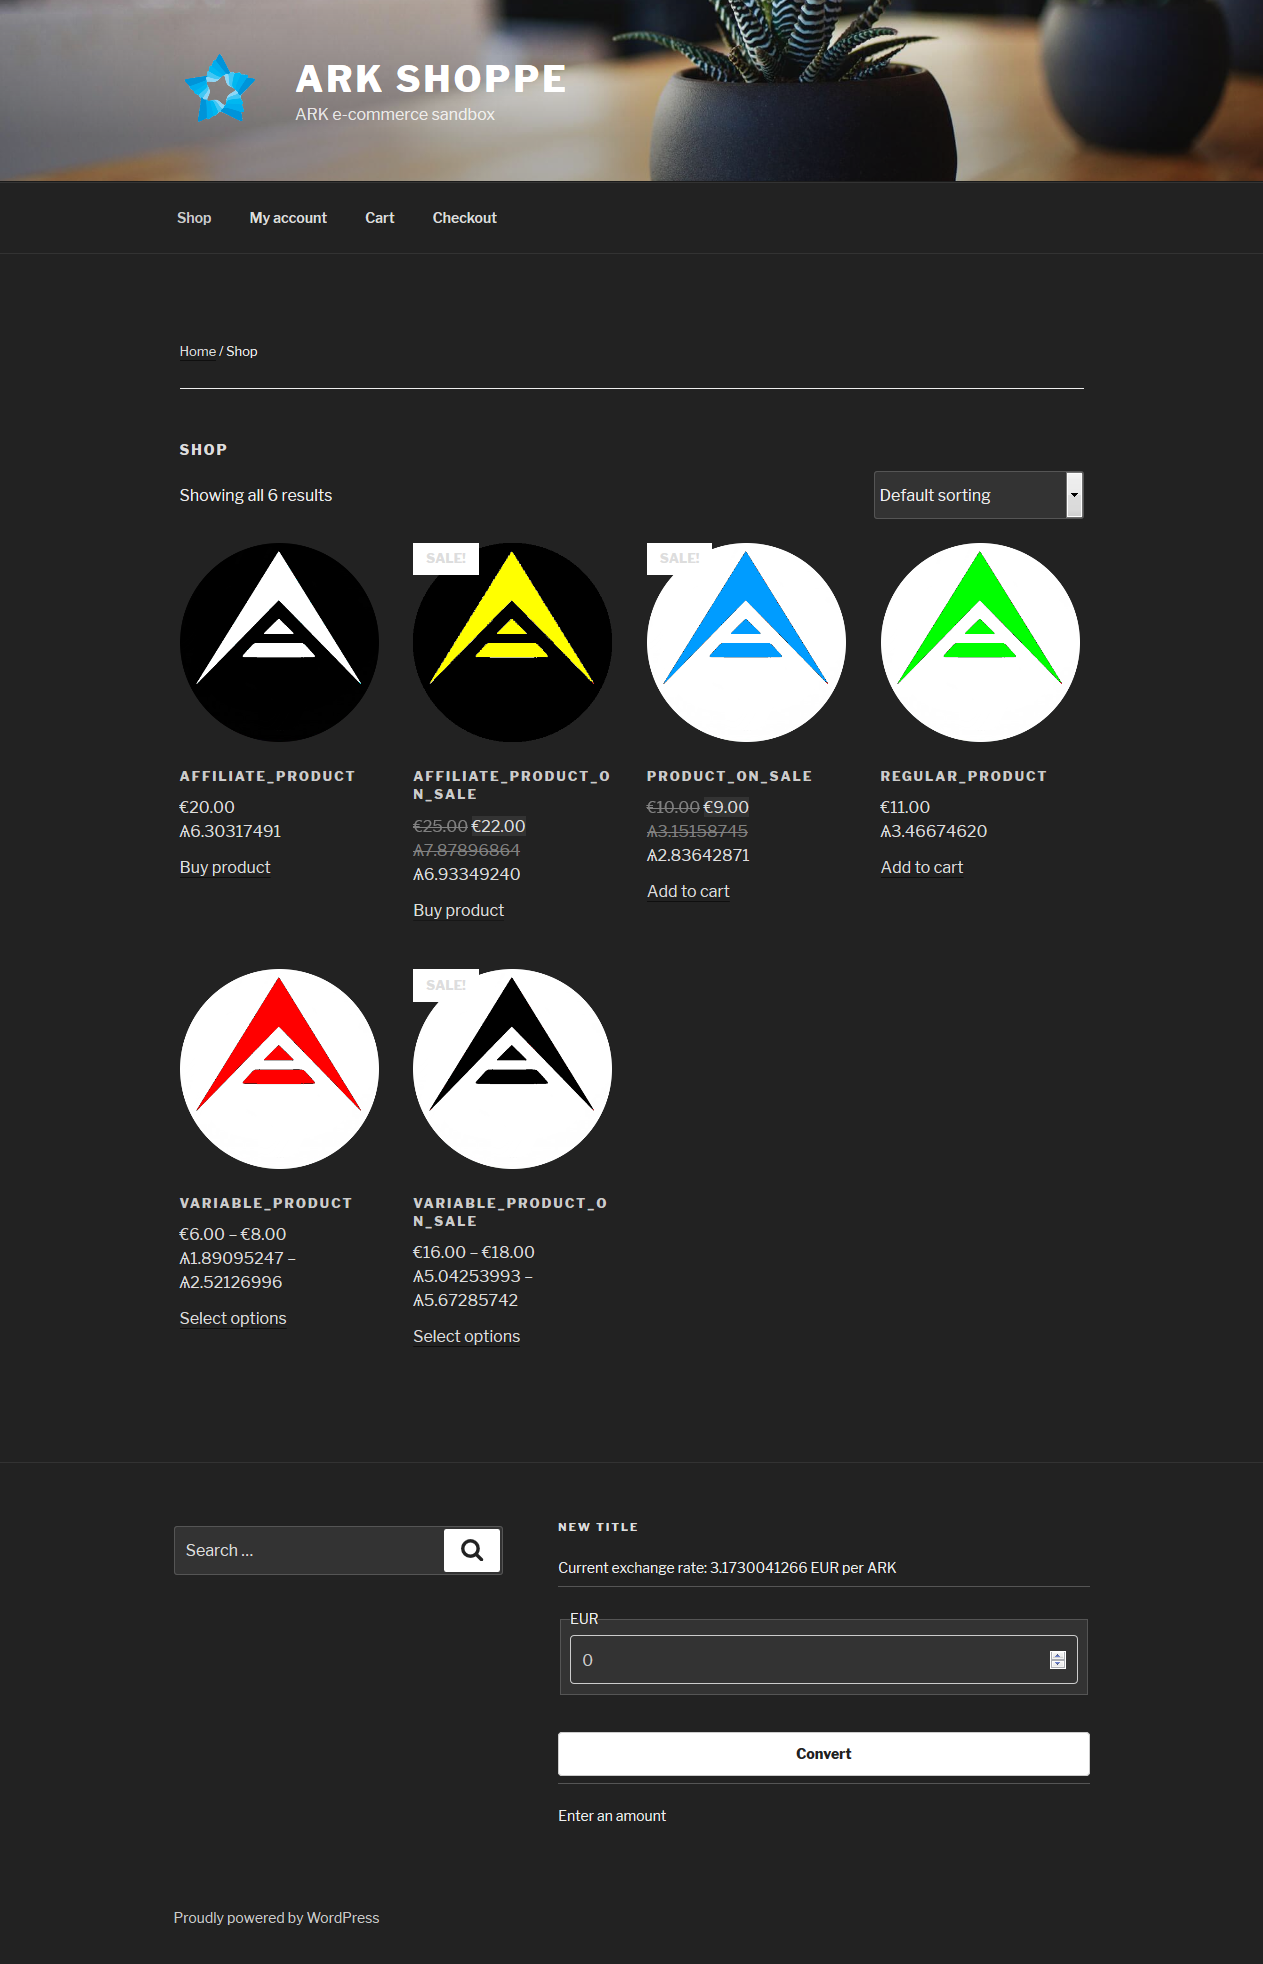 ARK SHOPPE
ARK e-commerce sandbox
Shop My account Cart Checkout
Home / Shop
SHOP
Showing all 6 results
Default sorting
AFFILIATE_PRODUCT
€20.00
Ѧ6.30317491
Buy product
SALE!
AFFILIATE_PRODUCT_O
N_SALE
€25.00 €22.00
Ѧ7.87896864
Ѧ6.93349240
Buy product
SALE!
PRODUCT_ON_SALE
€10.00 €9.00
Ѧ3.15158745
Ѧ2.83642871
Add to cart
REGULAR_PRODUCT
€11.00
Ѧ3.46674620
Add to cart
VARIABLE_PRODUCT
€6.00 – €8.00
Ѧ1.89095247 –
Ѧ2.52126996
Select options
SALE!
VARIABLE_PRODUCT_O
N_SALE
€16.00 – €18.00
Ѧ5.04253993 –
Ѧ5.67285742
Select options
Search ...
NEW TITLE
Current exchange rate: 3.1730041266 EUR per ARK
EUR
0
Convert
Enter an amount
Proudly powered by WordPress